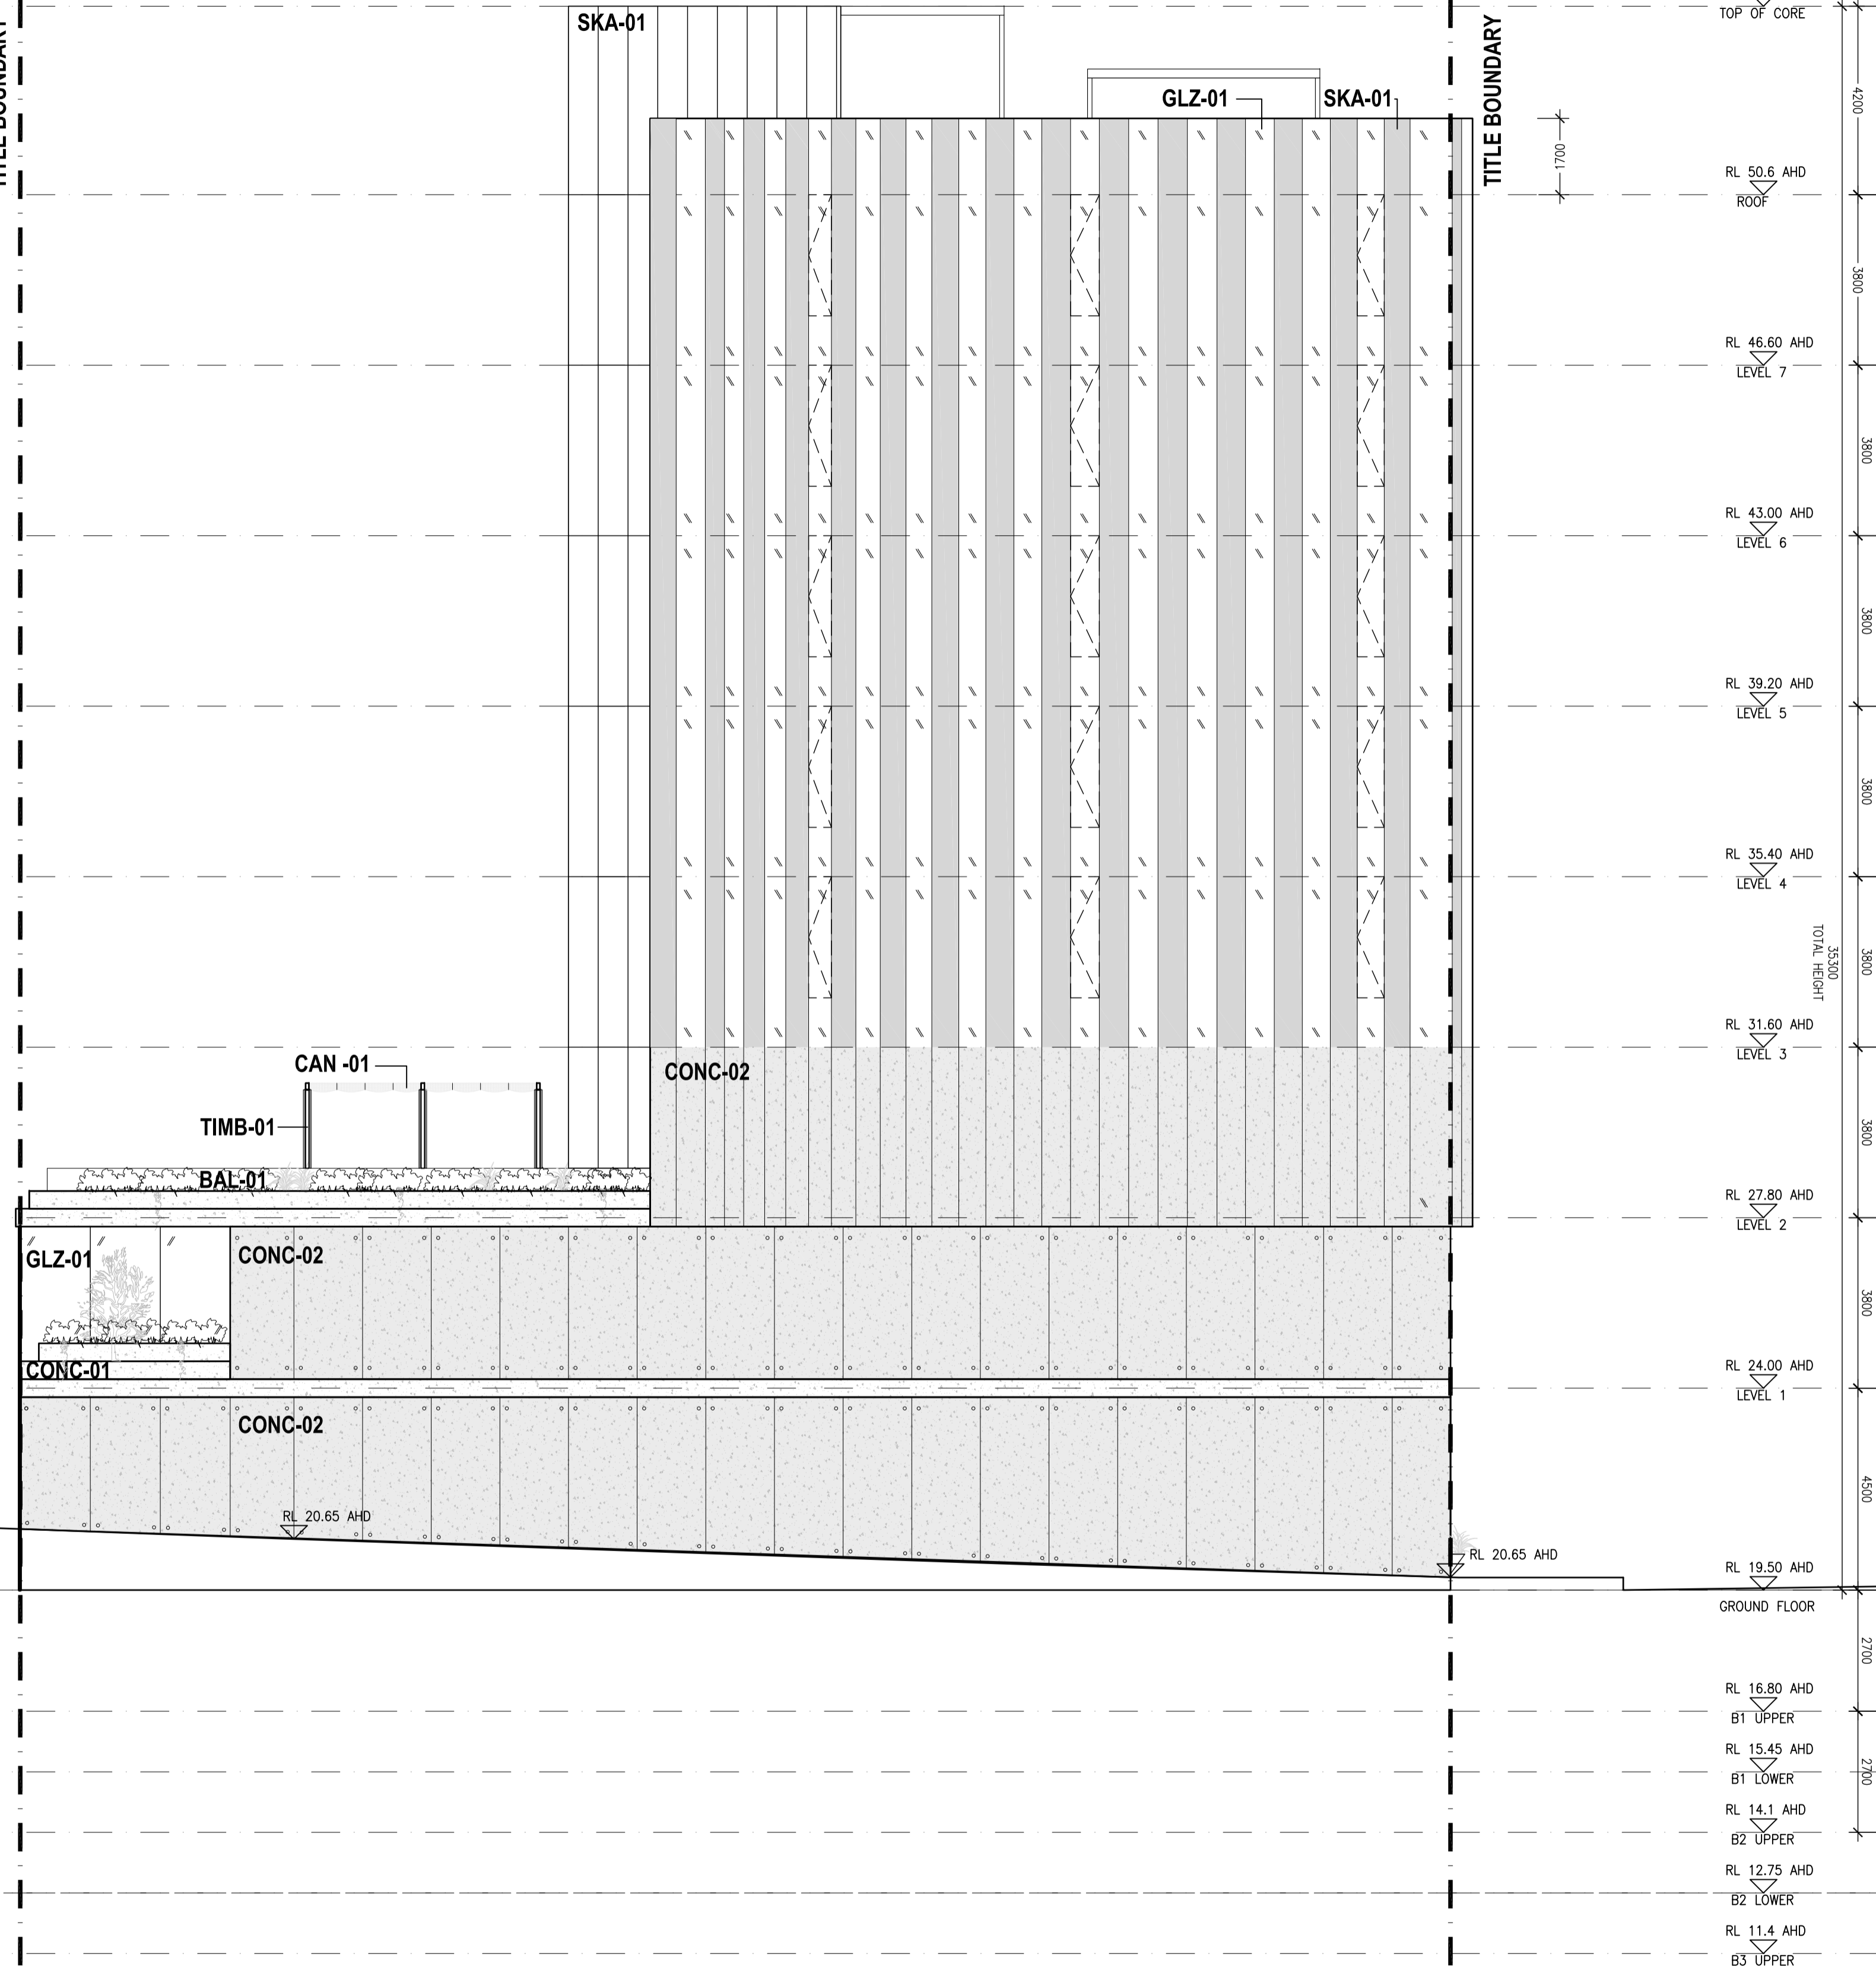 TITLE BOUNDARY
SKA-01
TITLE BOUNDARY
TOP OF CORE
GLZ-01
SKA-01
4200
1700
RL 50.6 AHD
ROOF
3800
RL 46.60 AHD
LEVEL 7
3800
RL 43.00 AHD
LEVEL 6
3800
RL 39.20 AHD
LEVEL 5
3800
RL 35.40 AHD
LEVEL 4
3800
35300
TOTAL HEIGHT
RL 31.60 AHD
LEVEL 3
CAN -01
CONC-02
TIMB-01
3800
BAL-01
RL 27.80 AHD
LEVEL 2
GLZ-01
CONC-02
3800
CONC-01
RL 24.00 AHD
LEVEL 1
CONC-02
4500
RL 20.65 AHD
RL 20.65 AHD
RL 19.50 AHD
GROUND FLOOR
2700
RL 16.80 AHD
B1 UPPER
RL 15.45 AHD
B1 LOWER
2700
RL 14.1 AHD
B2 UPPER
RL 12.75 AHD
B2 LOWER
RL 11.4 AHD
B3 UPPER